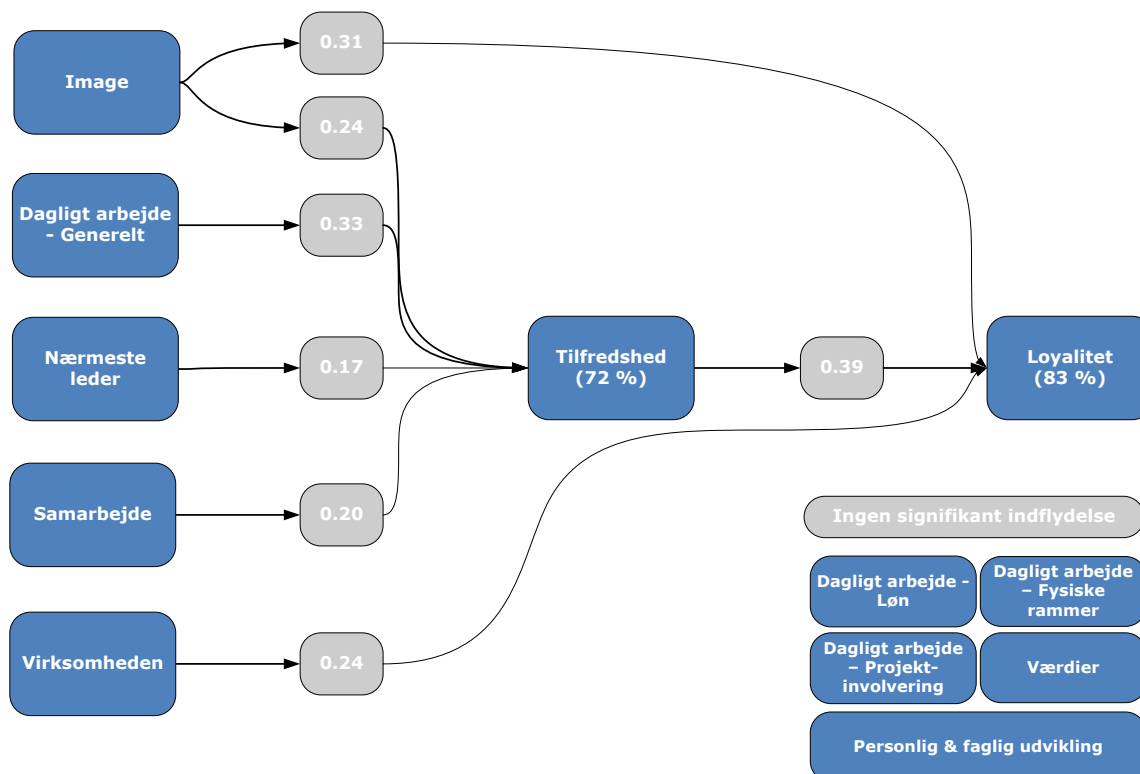 Image
0.31
0.24
Dagligt arbejde
- Generelt
0.33
Nærmeste
leder
0.17
Tilfredshed
(72 %)
0.39
Loyalitet
(83 %)
Samarbejde
0.20
Virksomheden
0.24
Ingen signifikant indflydelse
Dagligt arbejde -
Løn
Dagligt arbejde
– Fysiske
rammer
Dagligt arbejde
– Projekt-
involvering
Værdier
Personlig & faglig udvikling